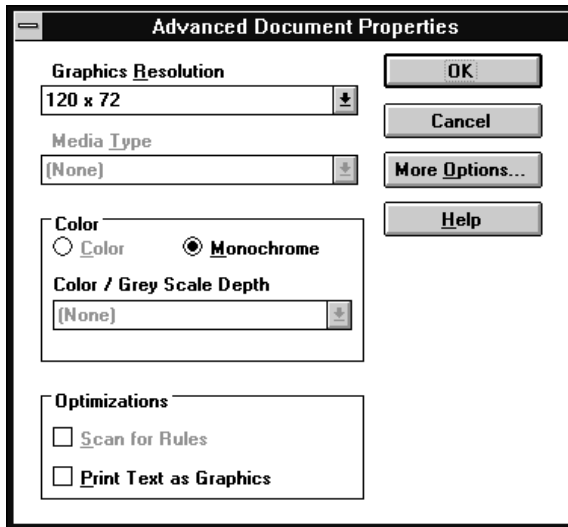 Advanced Document Properties
Graphics Resolution
120 x 72
Media Type
(None)
Color
Color
Monochrome
Color / Grey Scale Depth
(None)
Optimizations
Scan for Rules
Print Text as Graphics
OK
Cancel
More Options...
Help